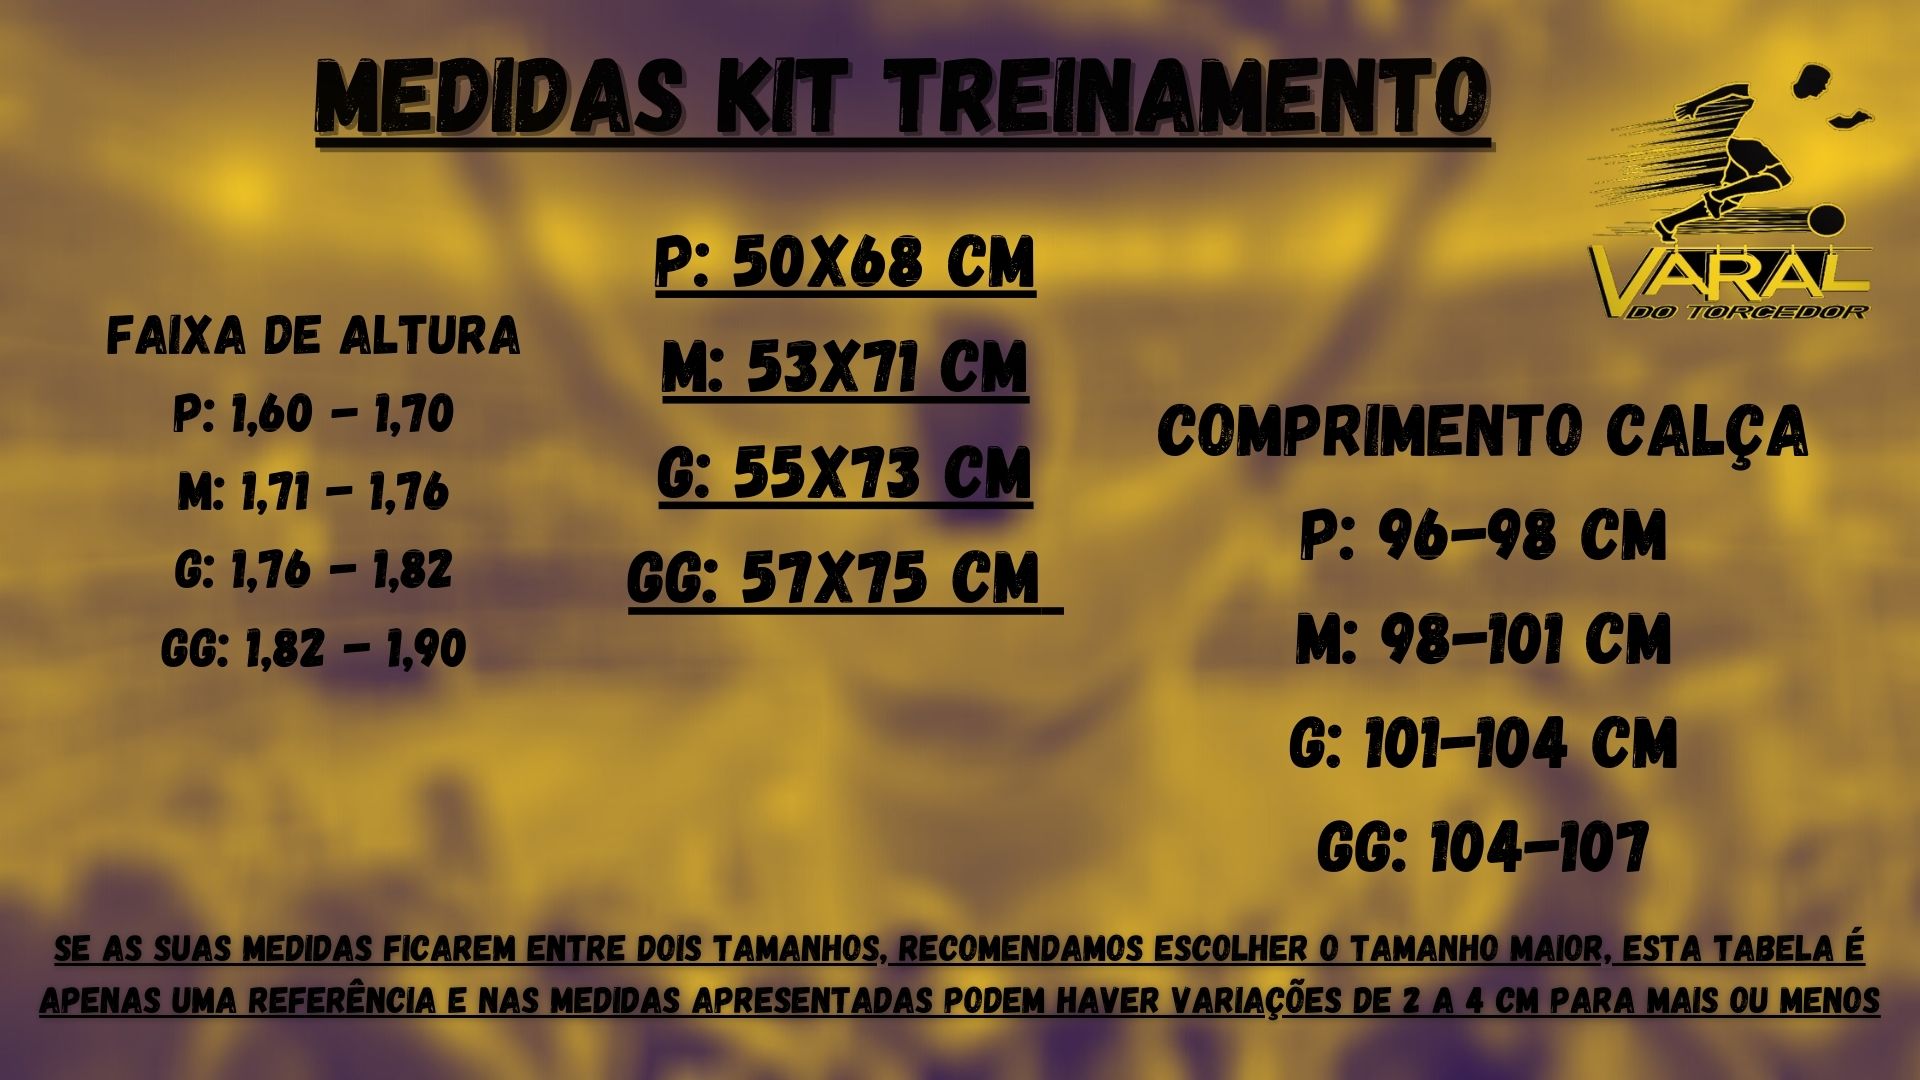 MEDIDAS KIT TREINAMENTO
VARAL
DO TORCEDOR
FAIXA DE ALTURA
P: 1,60 - 1,70
M: 1,71 - 1,76
G: 1,76 - 1,82
GG: 1,82 - 1,90
P: 50X68 CM
M: 53X71 CM
G: 55X73 CM
GG: 57X75 CM
COMPRIMENTO CALÇA
P: 96-98 CM
M: 98-101 CM
G: 101-104 CM
GG: 104-107
SE AS SUAS MEDIDAS FICAREM ENTRE DOIS TAMANHOS, RECOMENDAMOS ESCOLHER O TAMANHO MAIOR, ESTA TABELA É
APENAS UMA REFERÊNCIA E NAS MEDIDAS APRESENTADAS PODEM HAVER VARIAÇÕES DE 2 A 4 CM PARA MAIS OU MENOS